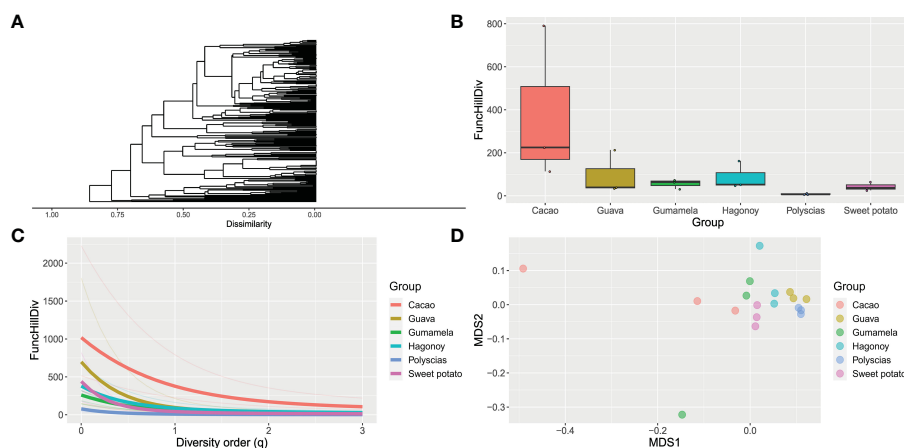 A
1.00
0.75
0.50
0.25
0.00
Dissimilarity
B
800
600
400
200
0
FuncHillDiv
Cacao
Guava
Gumamela
Hagonoy
Polyscias
Sweet potato
Group
C
2000
1500
1000
500
0
FuncHillDiv
0
1
2
3
Diversity order (q)
Group
Cacao
Guava
Gumamela
Hagonoy
Polyscias
Sweet potato
D
0.1
0.0
−0.1
−0.2
−0.3
MDS2
−0.4
−0.2
0.0
MDS1
Group
Cacao
Guava
Gumamela
Hagonoy
Polyscias
Sweet potato